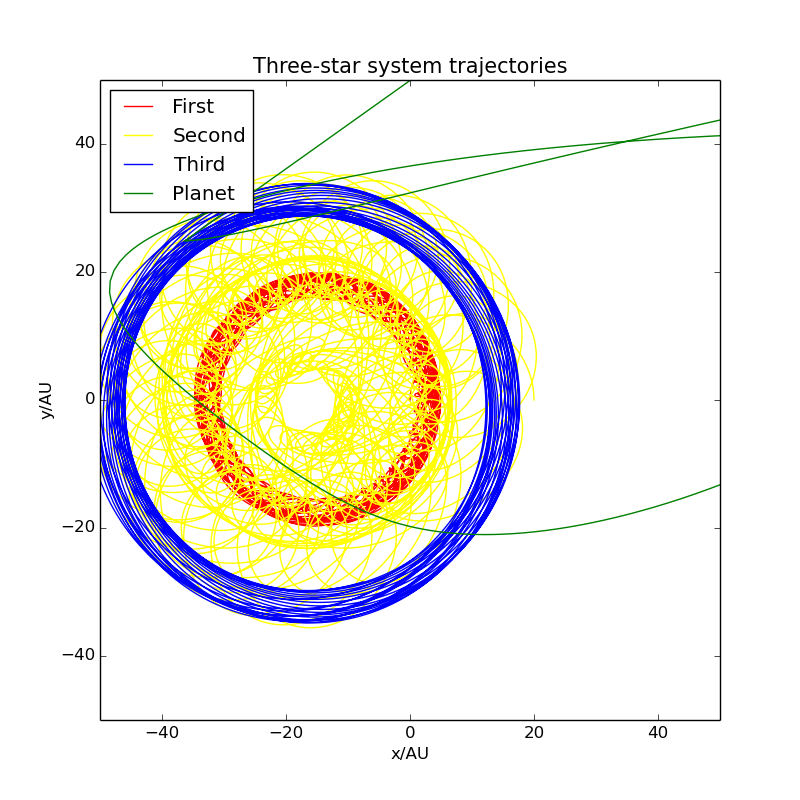 Three-star system trajectories
First
Second
Third
Planet
40
20
0
−20
−40
y/AU
−40
−20
0
20
40
x/AU